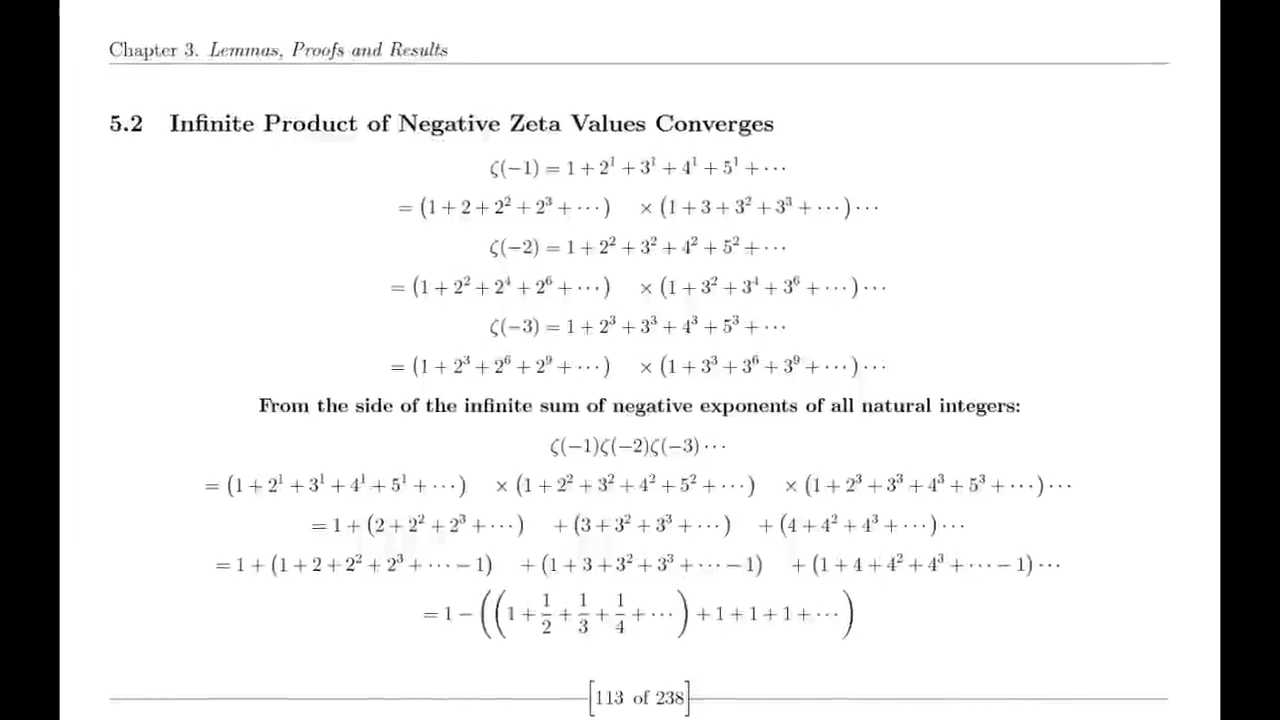 Chapter 3. Lemmas, Proofs and Results
5.2 Infinite Product of Negative Zeta Values Converges
ζ(−1) = 1 + 2¹ + 3¹ + 4¹ + 5¹ + ···
= (1 + 2 + 2² + 2³ + ···) × (1 + 3 + 3² + 3³ + ···) ···
ζ(−2) = 1 + 2² + 3² + 4² + 5² + ···
= (1 + 2² + 2⁴ + 2⁶ + ···) × (1 + 3² + 3⁴ + 3⁶ + ···) ···
ζ(−3) = 1 + 2³ + 3³ + 4³ + 5³ + ···
= (1 + 2³ + 2⁶ + 2⁹ + ···) × (1 + 3³ + 3⁶ + 3⁹ + ···) ···
From the side of the infinite sum of negative exponents of all natural integers:
ζ(−1)ζ(−2)ζ(−3) ···
= (1 + 2¹ + 3¹ + 4¹ + 5¹ + ···) × (1 + 2² + 3² + 4² + 5² + ···) × (1 + 2³ + 3³ + 4³ + 5³ + ···) ···
= 1 + (2 + 2² + 2³ + ···) + (3 + 3² + 3³ + ···) + (4 + 4² + 4³ + ···) ···
= 1 + (1 + 2 + 2² + 2³ + ··· − 1) + (1 + 3 + 3² + 3³ + ··· − 1) + (1 + 4 + 4² + 4³ + ··· − 1) ···
= 1 − ((1 + 1/2 + 1/3 + 1/4 + ···) + 1 + 1 + 1 + ···)
[113 of 238]